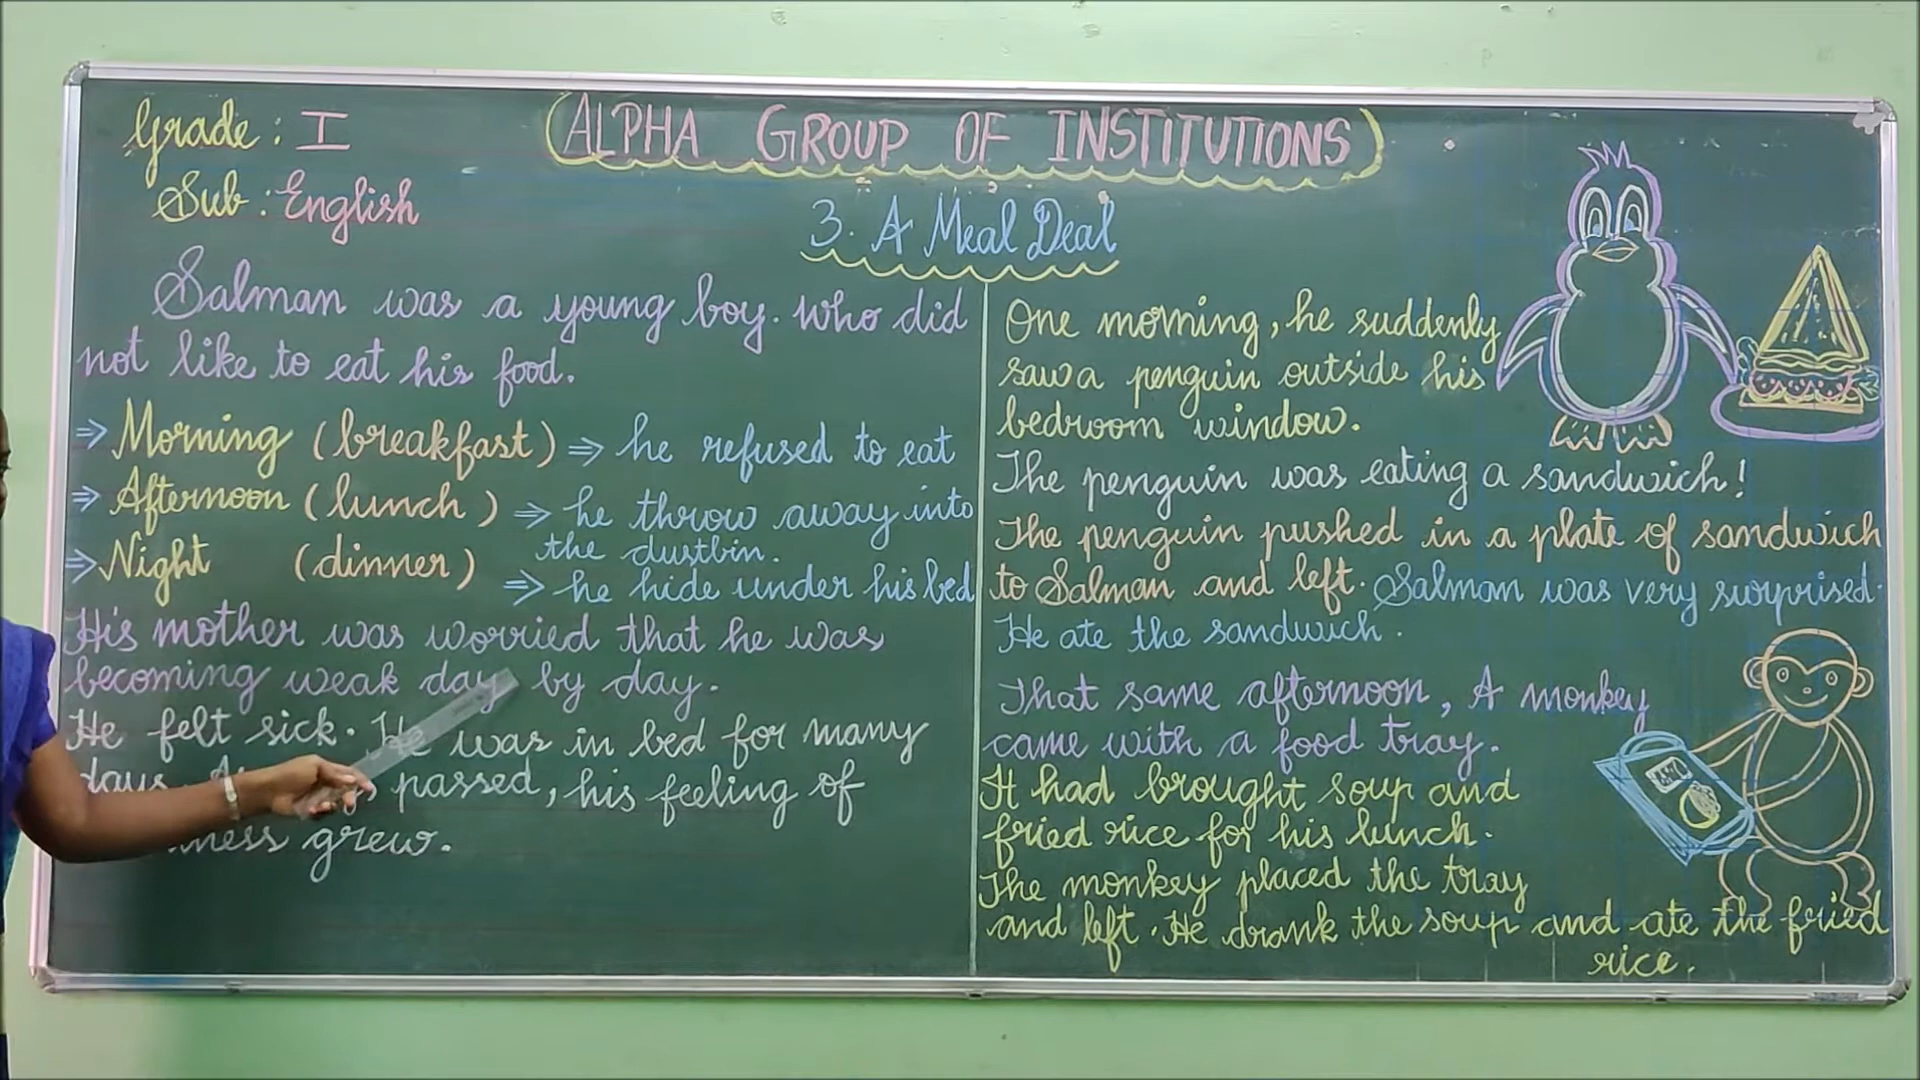 Grade : I
Sub : English
ALPHA GROUP OF INSTITUTIONS
3. A Meal Deal
Salman was a young boy. Who did
not like to eat his food.
⇒ Morning (breakfast) ⇒ he refused to eat
⇒ Afternoon (lunch) ⇒ he throw away into
the dustbin.
⇒ Night (dinner) ⇒ he hide under his bed
His mother was worried that he was
becoming weak day by day.
He felt sick. He was in bed for many
days. passed, his feeling of
grew.
One morning, he suddenly
saw a penguin outside his
bedroom window.
The penguin was eating a sandwich!
The penguin pushed in a plate of sandwich
to Salman and left. Salman was very surprised.
He ate the sandwich.
That same afternoon, A monkey
came with a food tray.
It had brought soup and
fried rice for his lunch.
The monkey placed the tray
and left. He drank the soup and ate the fried
rice.